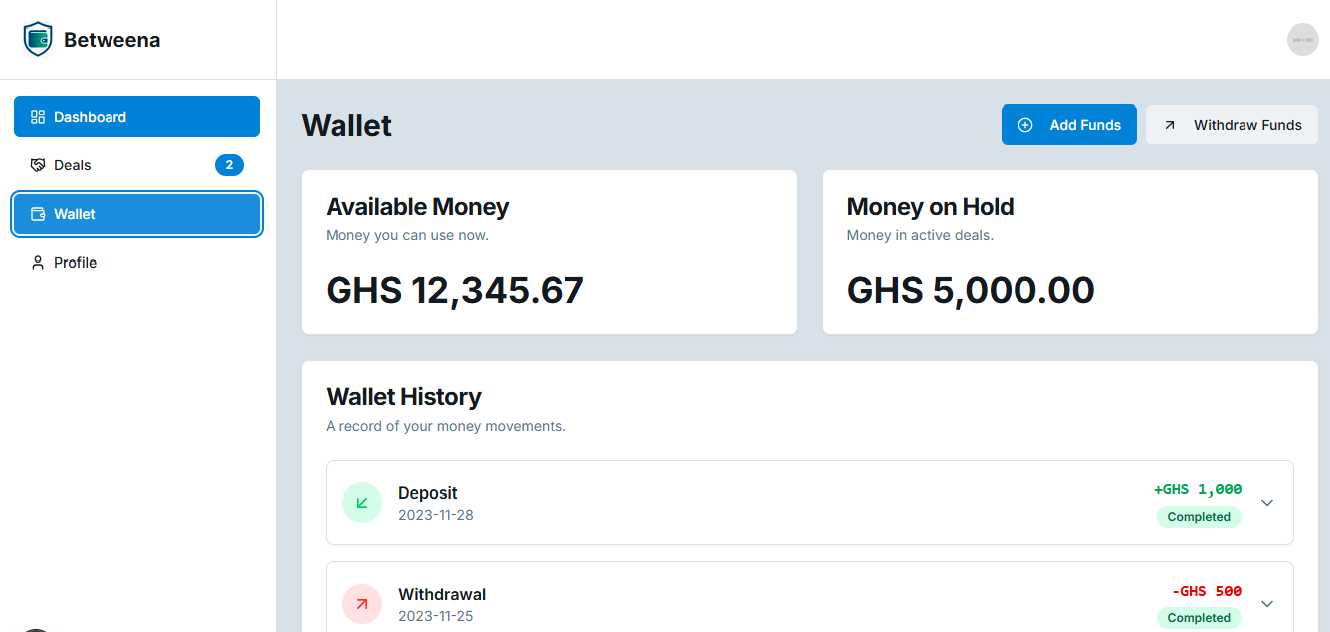 Betweena
Dashboard
Deals
2
Wallet
Profile
Wallet
Add Funds
Withdraw Funds
Available Money
Money you can use now.
GHS 12,345.67
Money on Hold
Money in active deals.
GHS 5,000.00
Wallet History
A record of your money movements.
Deposit
2023-11-28
+GHS 1,000
Completed
Withdrawal
2023-11-25
-GHS 500
Completed